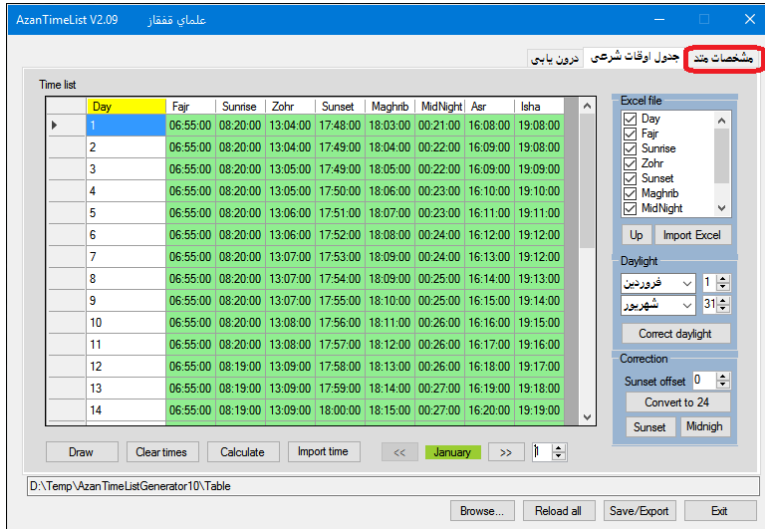 AzanTimeList V2.09 علماي قفقاز
مشخصات متد جدول اوقات شرعی درون یابی
Time list
Day Fajr Sunrise Zohr Sunset Maghrib MidNight Asr Isha
1 06:55:00 08:20:00 13:04:00 17:48:00 18:03:00 00:21:00 16:08:00 19:08:00
2 06:55:00 08:20:00 13:04:00 17:49:00 18:04:00 00:22:00 16:09:00 19:08:00
3 06:55:00 08:20:00 13:05:00 17:49:00 18:05:00 00:22:00 16:09:00 19:09:00
4 06:55:00 08:20:00 13:05:00 17:50:00 18:06:00 00:23:00 16:10:00 19:10:00
5 06:55:00 08:20:00 13:06:00 17:51:00 18:07:00 00:23:00 16:11:00 19:11:00
6 06:55:00 08:20:00 13:06:00 17:52:00 18:08:00 00:24:00 16:12:00 19:12:00
7 06:55:00 08:20:00 13:07:00 17:53:00 18:09:00 00:24:00 16:13:00 19:12:00
8 06:55:00 08:20:00 13:07:00 17:54:00 18:09:00 00:25:00 16:14:00 19:13:00
9 06:55:00 08:20:00 13:07:00 17:55:00 18:10:00 00:25:00 16:15:00 19:14:00
10 06:55:00 08:20:00 13:08:00 17:56:00 18:11:00 00:26:00 16:16:00 19:15:00
11 06:55:00 08:20:00 13:08:00 17:57:00 18:12:00 00:26:00 16:17:00 19:16:00
12 06:55:00 08:19:00 13:09:00 17:58:00 18:13:00 00:26:00 16:18:00 19:17:00
13 06:55:00 08:19:00 13:09:00 17:59:00 18:14:00 00:27:00 16:19:00 19:18:00
14 06:55:00 08:19:00 13:09:00 18:00:00 18:15:00 00:27:00 16:20:00 19:19:00
Excel file
Day
Fajr
Sunrise
Zohr
Sunset
Maghrib
MidNight
Up Import Excel
Daylight
فروردین 1
شهریور 31
Correct daylight
Correction
Sunset offset 0
Convert to 24
Sunset Midnigh
Draw Clear times Calculate Import time << January >> 1
D:\Temp\AzanTimeListGenerator10\Table
Browse... Reload all Save/Export Exit